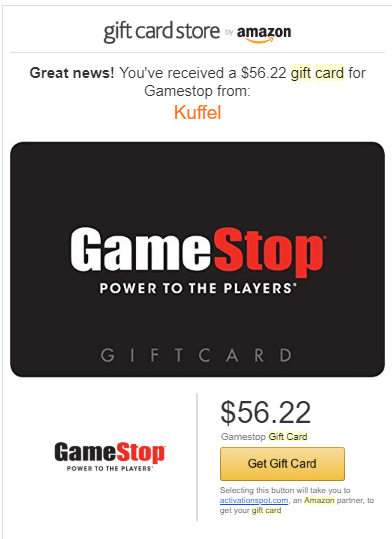 gift card store by amazon
Great news! You've received a $56.22 gift card for
Gamestop from:
Kuffel
GameStop
POWER TO THE PLAYERS®
GIFTCARD
$56.22
Gamestop Gift Card
GameStop
POWER TO THE PLAYERS®
Get Gift Card
Selecting this button will take you to
activationspot.com, an Amazon partner, to
get your gift card